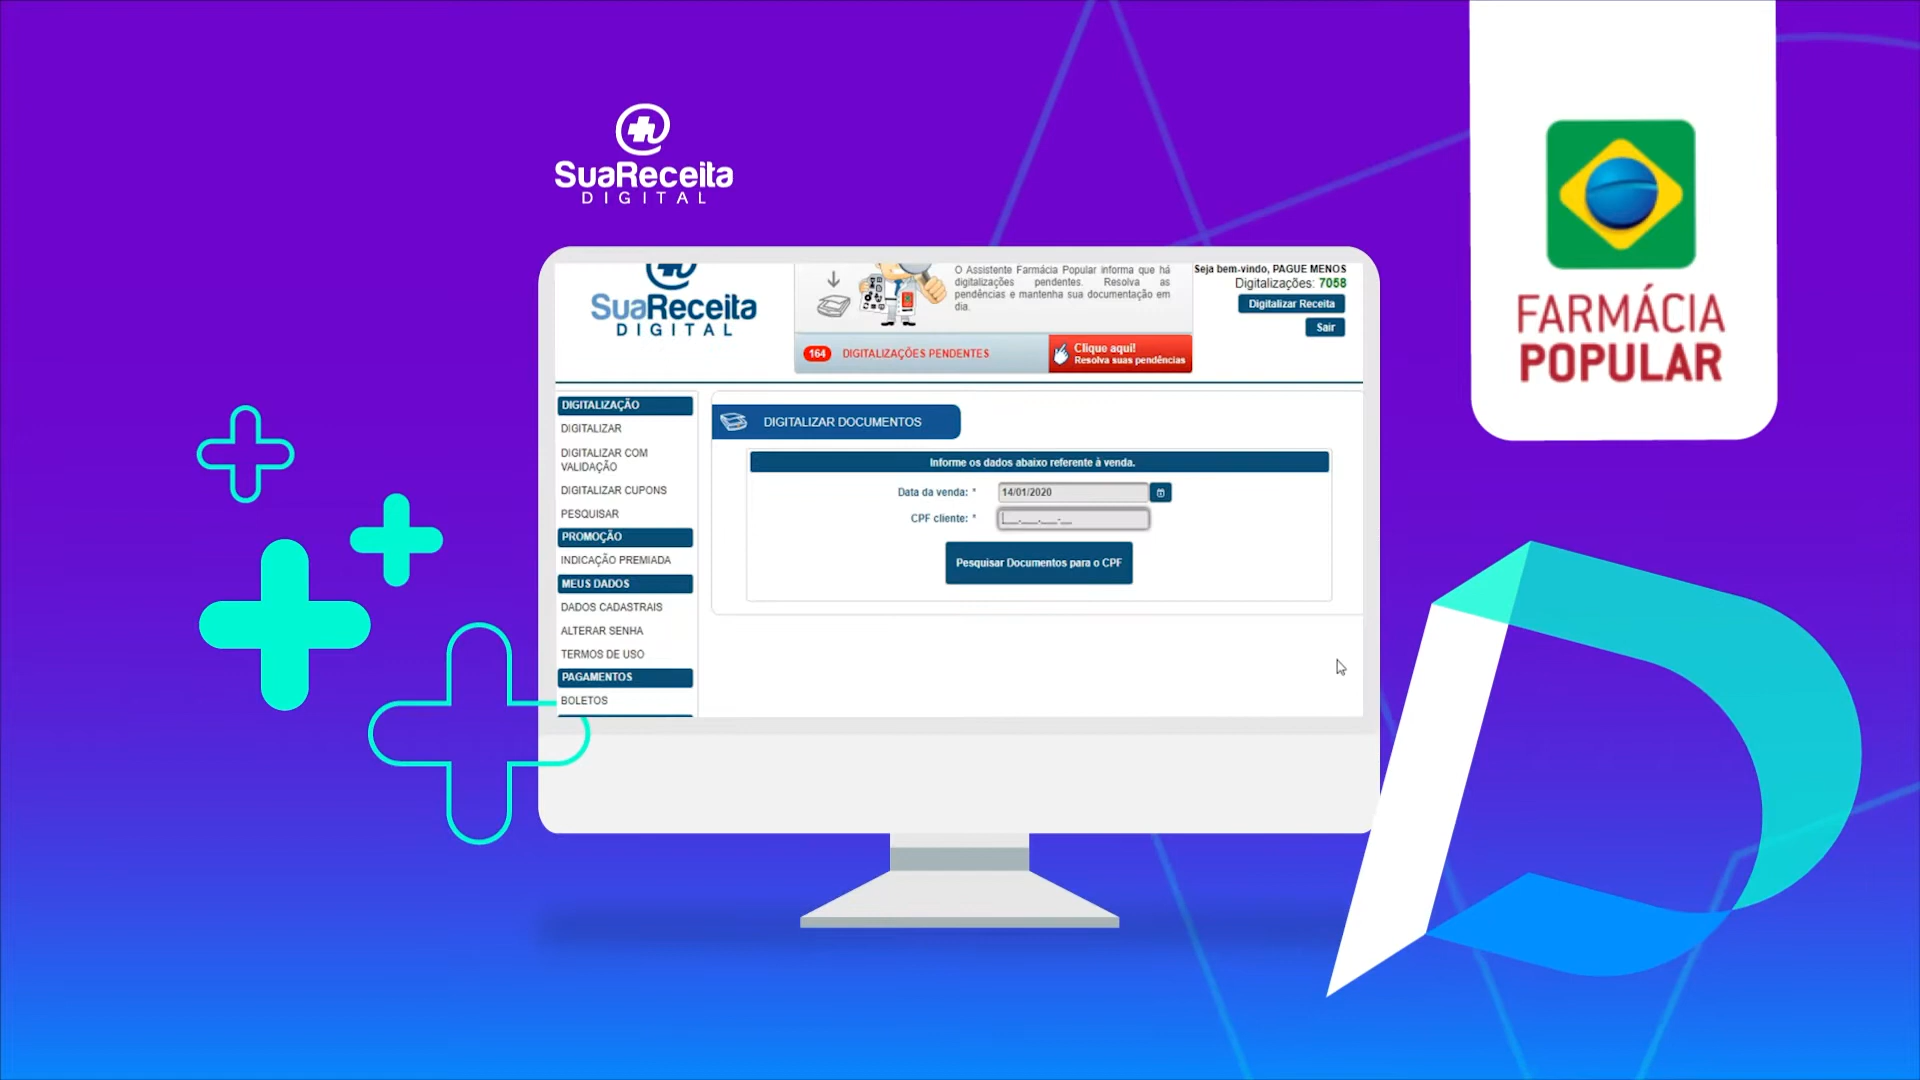 SuaReceita
DIGITAL
FARMÁCIA
POPULAR
SuaReceita
DIGITAL
O Assistente Farmácia Popular informa que há
digitalizações pendentes. Resolva as
pendências e mantenha sua documentação em
dia.
164 DIGITALIZAÇÕES PENDENTES
Clique aqui!
Resolva suas pendências
Seja bem-vindo, PAGUE MENOS
Digitalizações: 7058
Digitalizar Receita
Sair
DIGITALIZAÇÃO
DIGITALIZAR
DIGITALIZAR COM
VALIDAÇÃO
DIGITALIZAR CUPONS
PESQUISAR
PROMOÇÃO
INDICAÇÃO PREMIADA
MEUS DADOS
DADOS CADASTRAIS
ALTERAR SENHA
TERMOS DE USO
PAGAMENTOS
BOLETOS
DIGITALIZAR DOCUMENTOS
Informe os dados abaixo referente à venda.
Data da venda: * 14/01/2020
CPF cliente: * ___.___.___-__
Pesquisar Documentos para o CPF